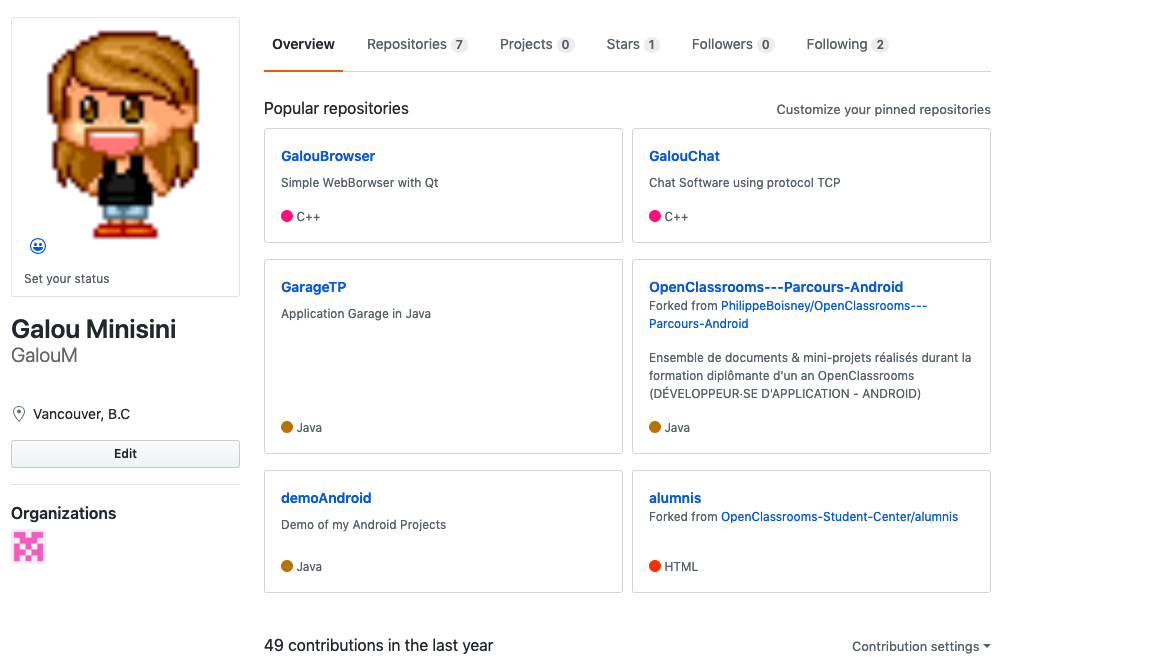 Overview Repositories 7 Projects 0 Stars 1 Followers 0 Following 2
Set your status
Galou Minisini
GalouM
Vancouver, B.C
Edit
Organizations
Popular repositories
Customize your pinned repositories
GalouBrowser
Simple WebBorwser with Qt
C++
GalouChat
Chat Software using protocol TCP
C++
GarageTP
Application Garage in Java
Java
OpenClassrooms---Parcours-Android
Forked from PhilippeBoisney/OpenClassrooms---
Parcours-Android
Ensemble de documents & mini-projets réalisés durant la
formation diplômante d'un an OpenClassrooms
(DÉVELOPPEUR·SE D'APPLICATION - ANDROID)
Java
demoAndroid
Demo of my Android Projects
Java
alumnis
Forked from OpenClassrooms-Student-Center/alumnis
HTML
49 contributions in the last year
Contribution settings